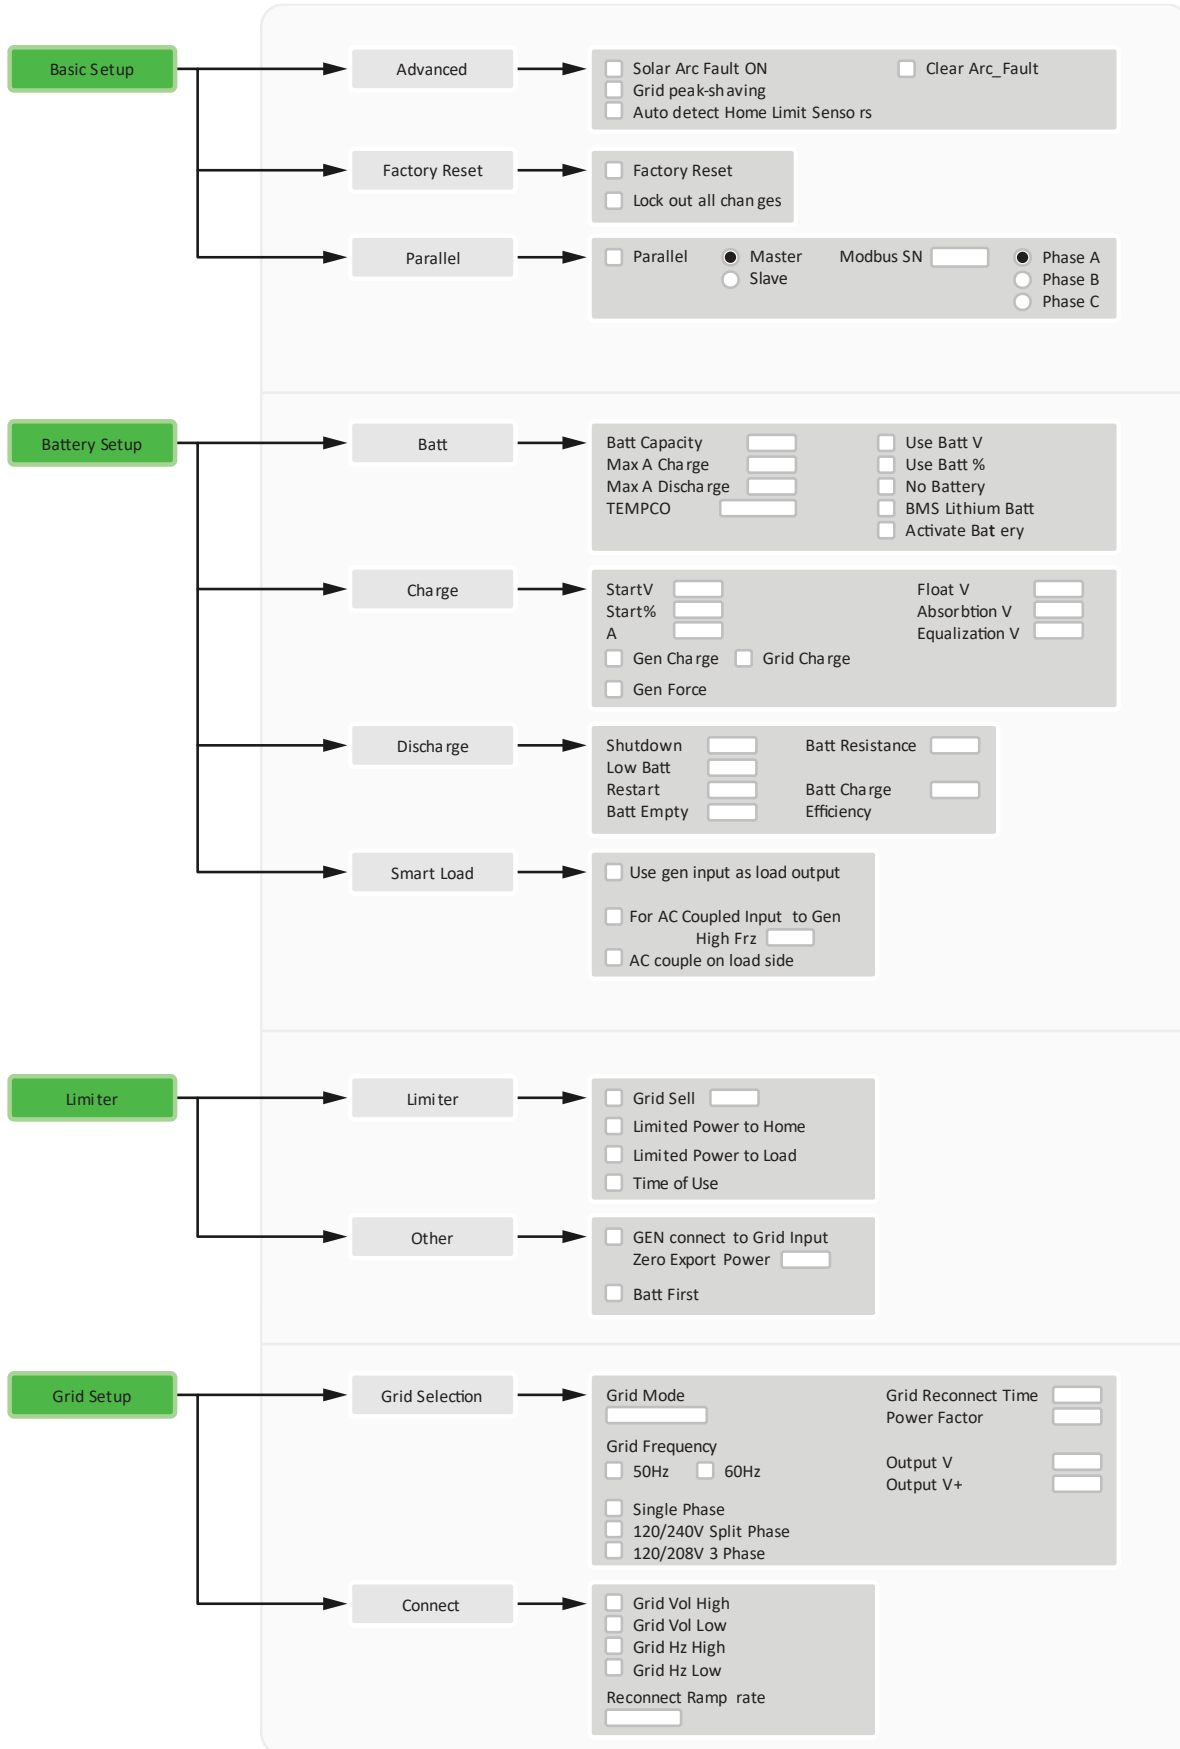 Basic Setup
Advanced
Solar Arc Fault ON
Clear Arc_Fault
Grid peak-shaving
Auto detect Home Limit Senso rs
Factory Reset
Factory Reset
Lock out all chan ges
Parallel
Parallel
Master
Modbus SN
Phase A
Slave
Phase B
Phase C
Battery Setup
Batt
Batt Capacity
Use Batt V
Max A Charge
Use Batt %
Max A Discharge
No Battery
TEMPCO
BMS Lithium Batt
Activate Bat ery
Charge
StartV
Float V
Start%
Absorbtion V
A
Equalization V
Gen Charge
Grid Charge
Gen Force
Discharge
Shutdown
Batt Resistance
Low Batt
Restart
Batt Charge
Batt Empty
Efficiency
Smart Load
Use gen input as load output
For AC Coupled Input to Gen
High Frz
AC couple on load side
Limiter
Limiter
Grid Sell
Limited Power to Home
Limited Power to Load
Time of Use
Other
GEN connect to Grid Input
Zero Export Power
Batt First
Grid Setup
Grid Selection
Grid Mode
Grid Reconnect Time
Power Factor
Grid Frequency
50Hz
60Hz
Output V
Output V+
Single Phase
120/240V Split Phase
120/208V 3 Phase
Connect
Grid Vol High
Grid Vol Low
Grid Hz High
Grid Hz Low
Reconnect Ramp rate